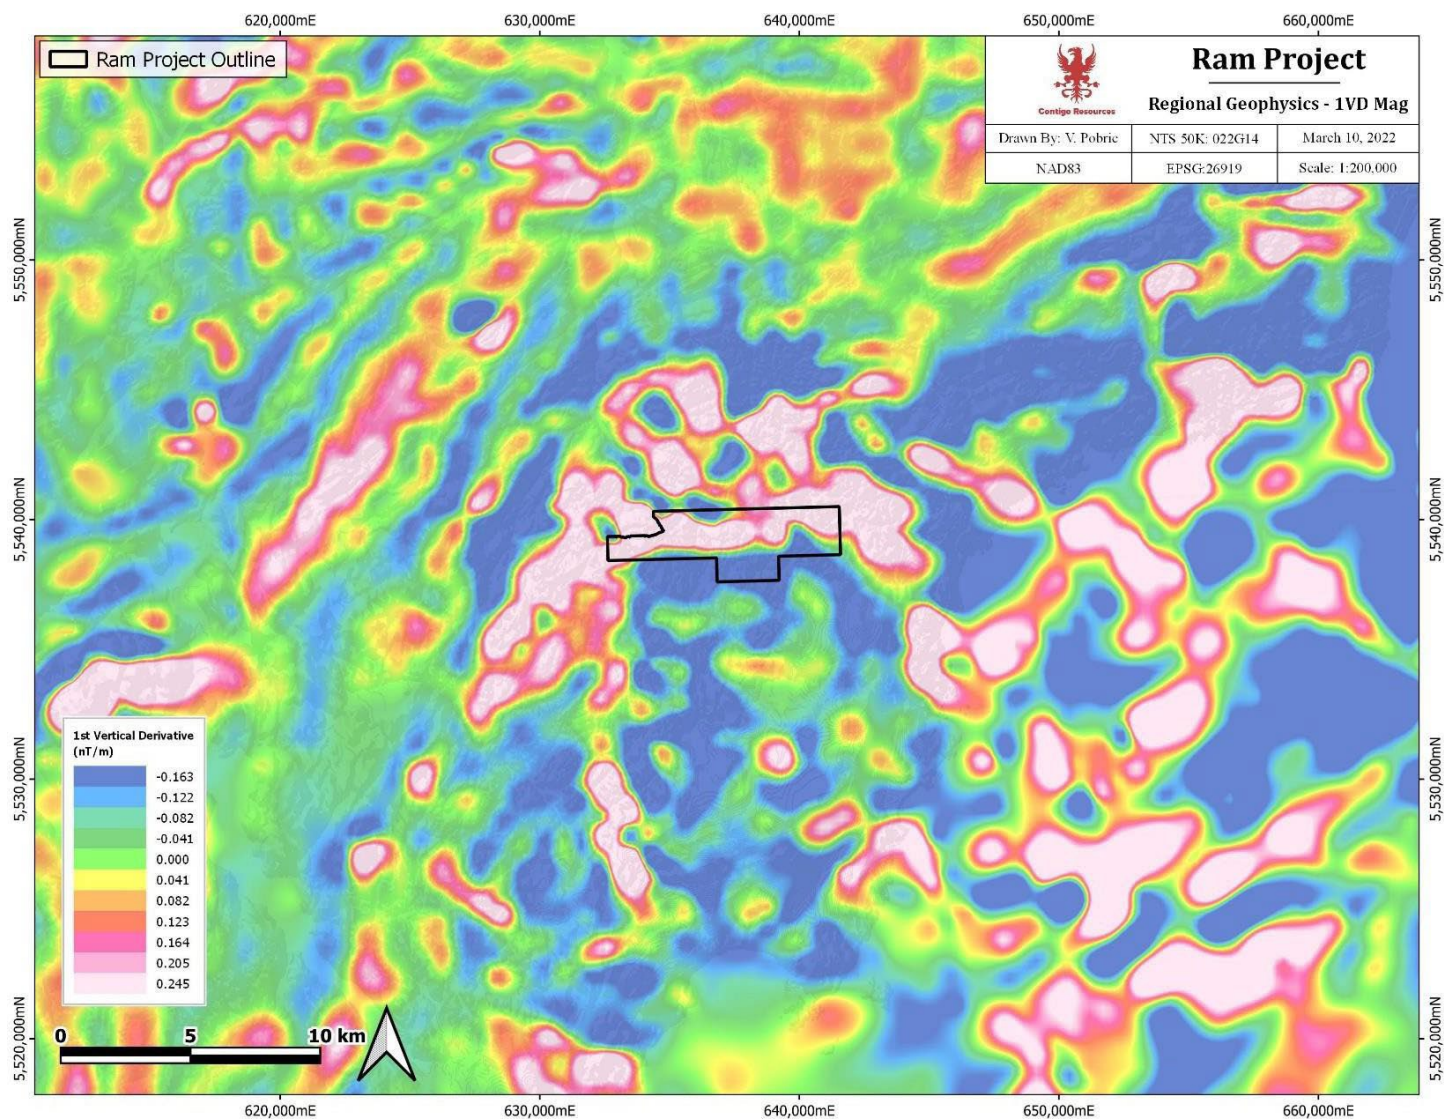 620,000mE 630,000mE 640,000mE 650,000mE 660,000mE
Ram Project Outline
Contigo Resources
Ram Project
Regional Geophysics - 1VD Mag
Drawn By: V. Pobric NTS 50K: 022G14 March 10, 2022
NAD83 EPSG:26919 Scale: 1:200,000
5,550,000mN 5,550,000mN
5,540,000mN 5,540,000mN
5,530,000mN 5,530,000mN
5,520,000mN 5,520,000mN
1st Vertical Derivative
(nT/m)
-0.163
-0.122
-0.082
-0.041
0.000
0.041
0.082
0.123
0.164
0.205
0.245
0 5 10 km
620,000mE 630,000mE 640,000mE 650,000mE 660,000mE